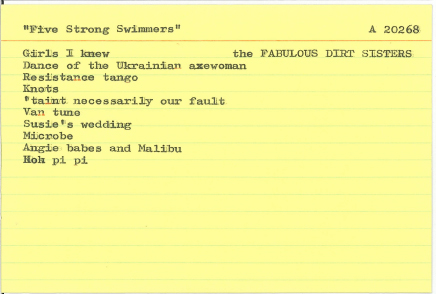 "Five Strong Swimmers" A 20268
Girls I knew the FABULOUS DIRT SISTERS
Dance of the Ukrainian axewoman
Resistance tango
Knots
'taint necessarily our fault
Van tune
Susie's wedding
Microbe
Angie babes and Malibu
Nok pi pi